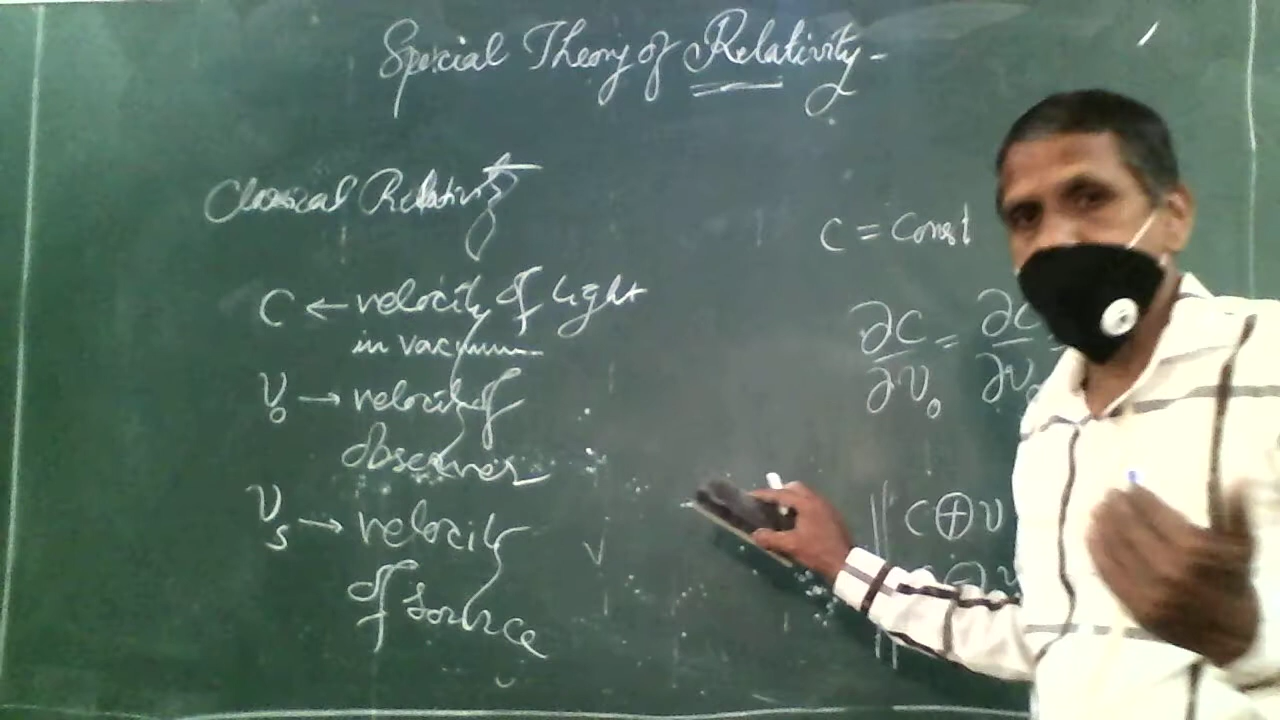 Special Theory of Relativity -
Classical Relativity
C ← velocity of light
in vacuum
v₀ → velocity of
observer
v_s → velocity
of source
C = Const
∂C/∂v₀ = ∂C
C ⊕ v